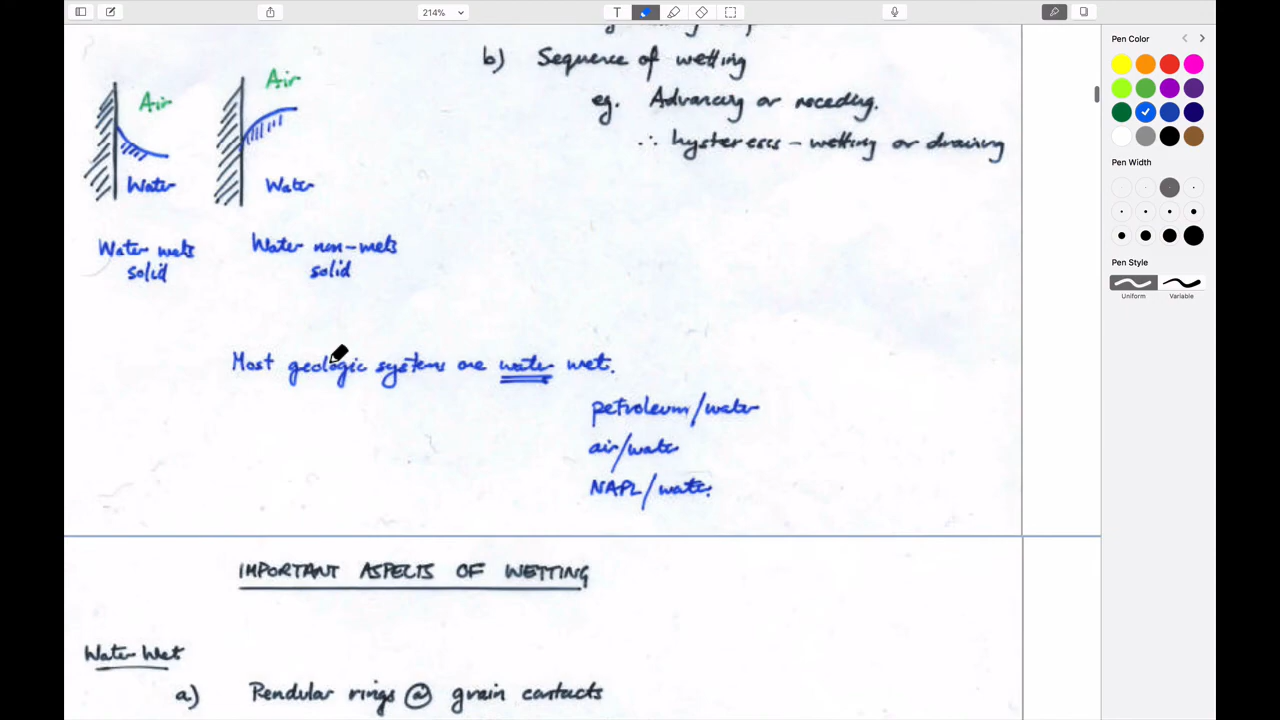 214%
T
b) Sequence of wetting
eg. Advancing or receding.
∴ hysteresis – wetting or draining
Air
Air
Water
Water
Water wets
solid
Water non-wets
solid
Most geologic systems are water wet.
petroleum/water
air/water
NAPL/water.
IMPORTANT ASPECTS OF WETTING
Water Wet
a) Pendular rings @ grain contacts
Pen Color
Pen Width
Pen Style
Uniform
Variable